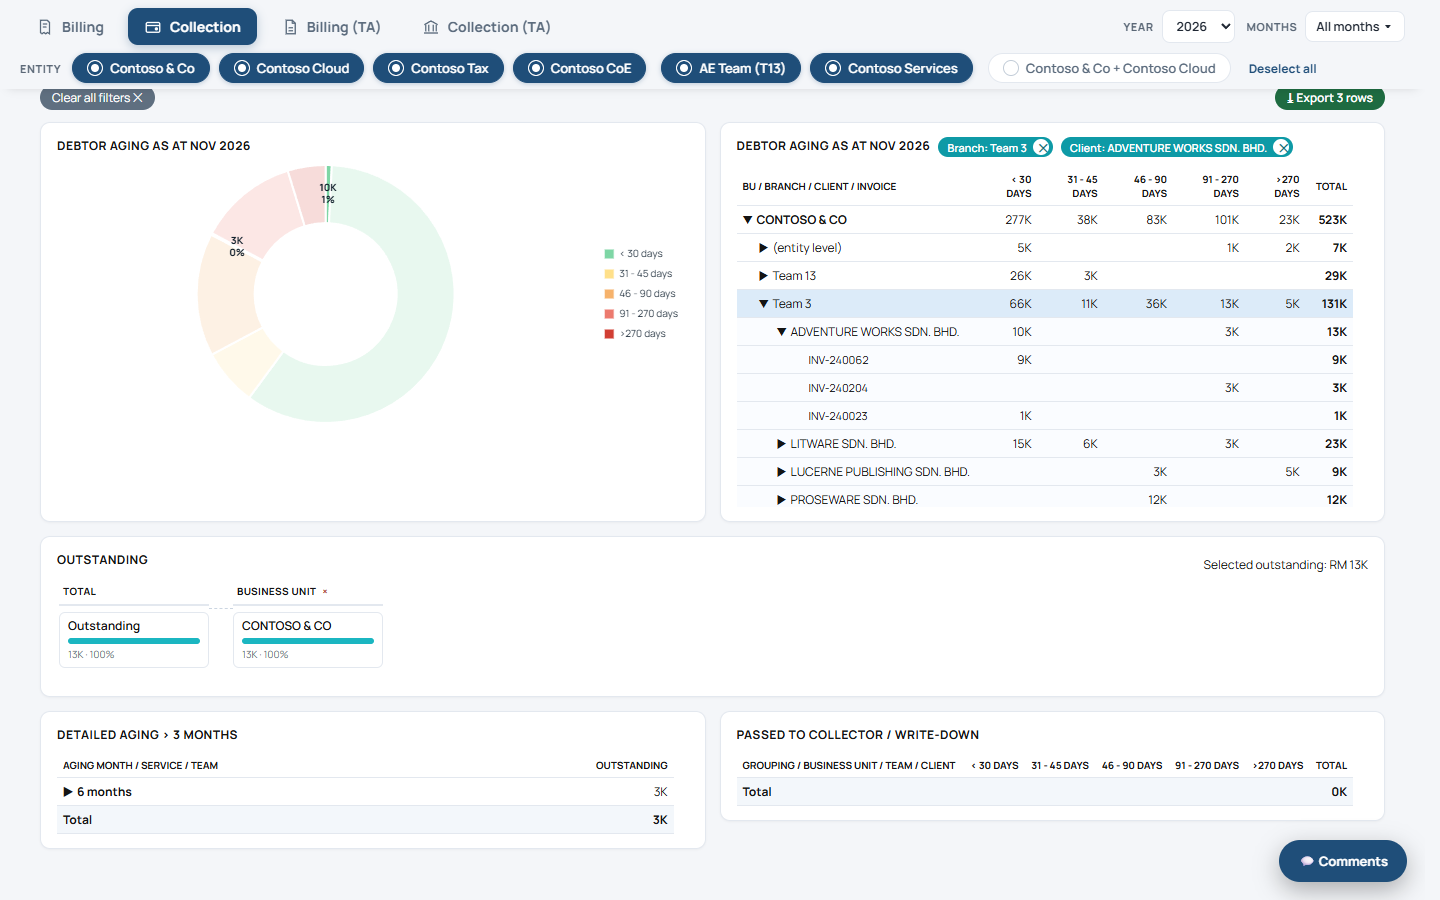 Billing Collection Billing (TA) Collection (TA) YEAR 2026 MONTHS All months
ENTITY Contoso & Co Contoso Cloud Contoso Tax Contoso CoE AE Team (T13) Contoso Services Contoso & Co + Contoso Cloud Deselect all
Clear all filters × Export 3 rows
DEBTOR AGING AS AT NOV 2026
10K
1%
3K
0%
< 30 days
31 - 45 days
46 - 90 days
91 - 270 days
>270 days
DEBTOR AGING AS AT NOV 2026 Branch: Team 3 × Client: ADVENTURE WORKS SDN. BHD. ×
BU / BRANCH / CLIENT / INVOICE < 30 DAYS 31 - 45 DAYS 46 - 90 DAYS 91 - 270 DAYS >270 DAYS TOTAL
▼ CONTOSO & CO 277K 38K 83K 101K 23K 523K
▶ (entity level) 5K 1K 2K 7K
▶ Team 13 26K 3K 29K
▼ Team 3 66K 11K 36K 13K 5K 131K
▼ ADVENTURE WORKS SDN. BHD. 10K 3K 13K
INV-240062 9K 9K
INV-240204 3K 3K
INV-240023 1K 1K
▶ LITWARE SDN. BHD. 15K 6K 3K 23K
▶ LUCERNE PUBLISHING SDN. BHD. 3K 5K 9K
▶ PROSEWARE SDN. BHD. 12K 12K
OUTSTANDING
Selected outstanding: RM 13K
TOTAL BUSINESS UNIT ×
Outstanding CONTOSO & CO
13K · 100% 13K · 100%
DETAILED AGING > 3 MONTHS
AGING MONTH / SERVICE / TEAM OUTSTANDING
▶ 6 months 3K
Total 3K
PASSED TO COLLECTOR / WRITE-DOWN
GROUPING / BUSINESS UNIT / TEAM / CLIENT < 30 DAYS 31 - 45 DAYS 46 - 90 DAYS 91 - 270 DAYS >270 DAYS TOTAL
Total 0K
Comments